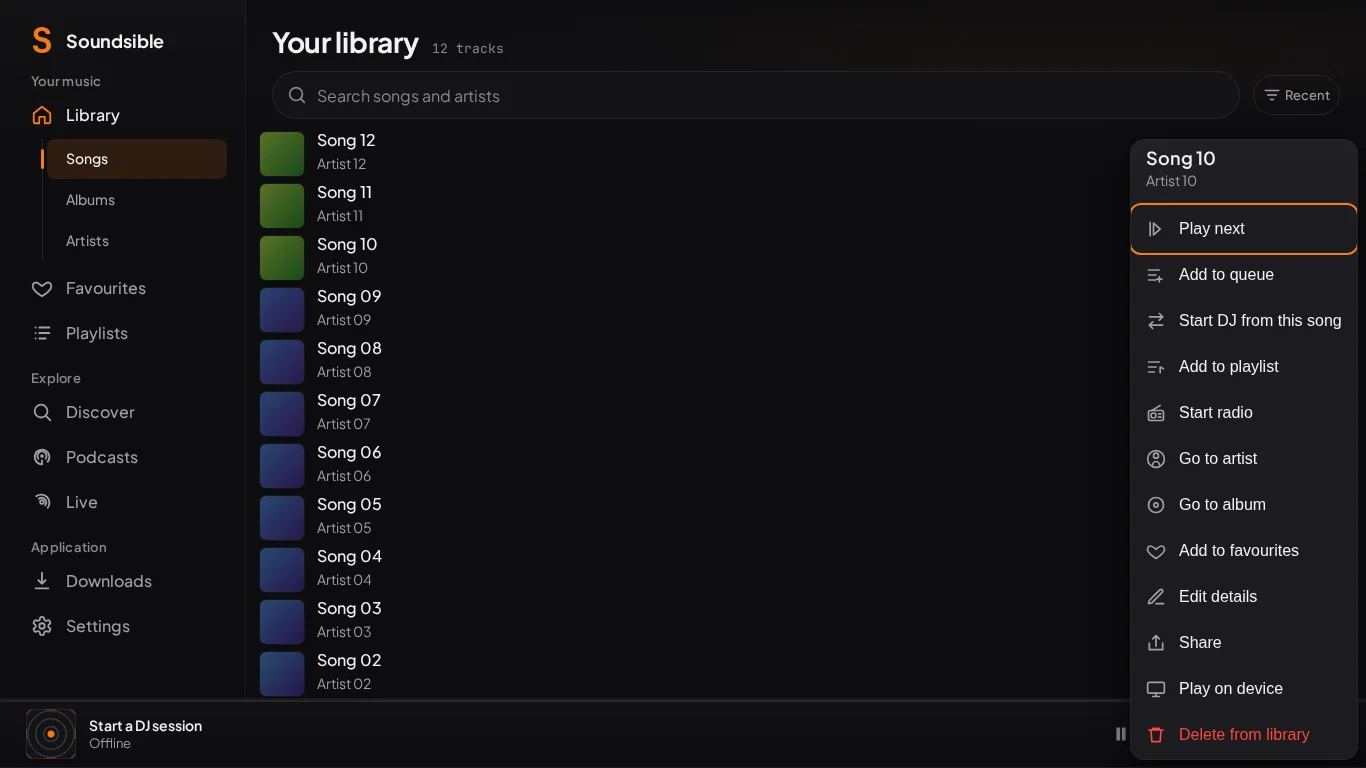 S Soundsible
Your music
Library
Songs
Albums
Artists
Favourites
Playlists
Explore
Discover
Podcasts
Live
Application
Downloads
Settings
Your library 12 tracks
Search songs and artists
Recent
Song 12
Artist 12
Song 11
Artist 11
Song 10
Artist 10
Song 09
Artist 09
Song 08
Artist 08
Song 07
Artist 07
Song 06
Artist 06
Song 05
Artist 05
Song 04
Artist 04
Song 03
Artist 03
Song 02
Artist 02
Song 10
Artist 10
Play next
Add to queue
Start DJ from this song
Add to playlist
Start radio
Go to artist
Go to album
Add to favourites
Edit details
Share
Play on device
Delete from library
Start a DJ session
Offline